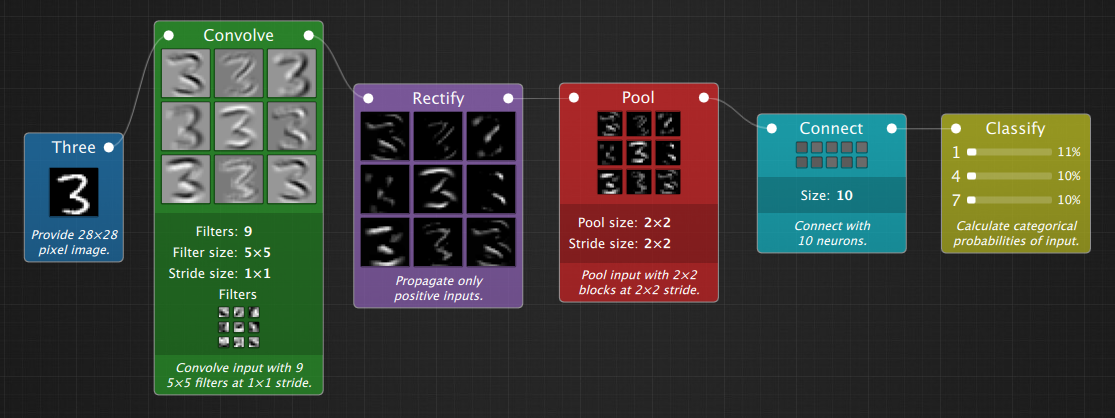 Three
Provide 28×28
pixel image.
Convolve
Filters: 9
Filter size: 5×5
Stride size: 1×1
Filters
Convolve input with 9
5×5 filters at 1×1 stride.
Rectify
Propagate only
positive inputs.
Pool
Pool size: 2×2
Stride size: 2×2
Pool input with 2×2
blocks at 2×2 stride.
Connect
Size: 10
Connect with
10 neurons.
Classify
1 11%
4 10%
7 10%
Calculate categorical
probabilities of input.